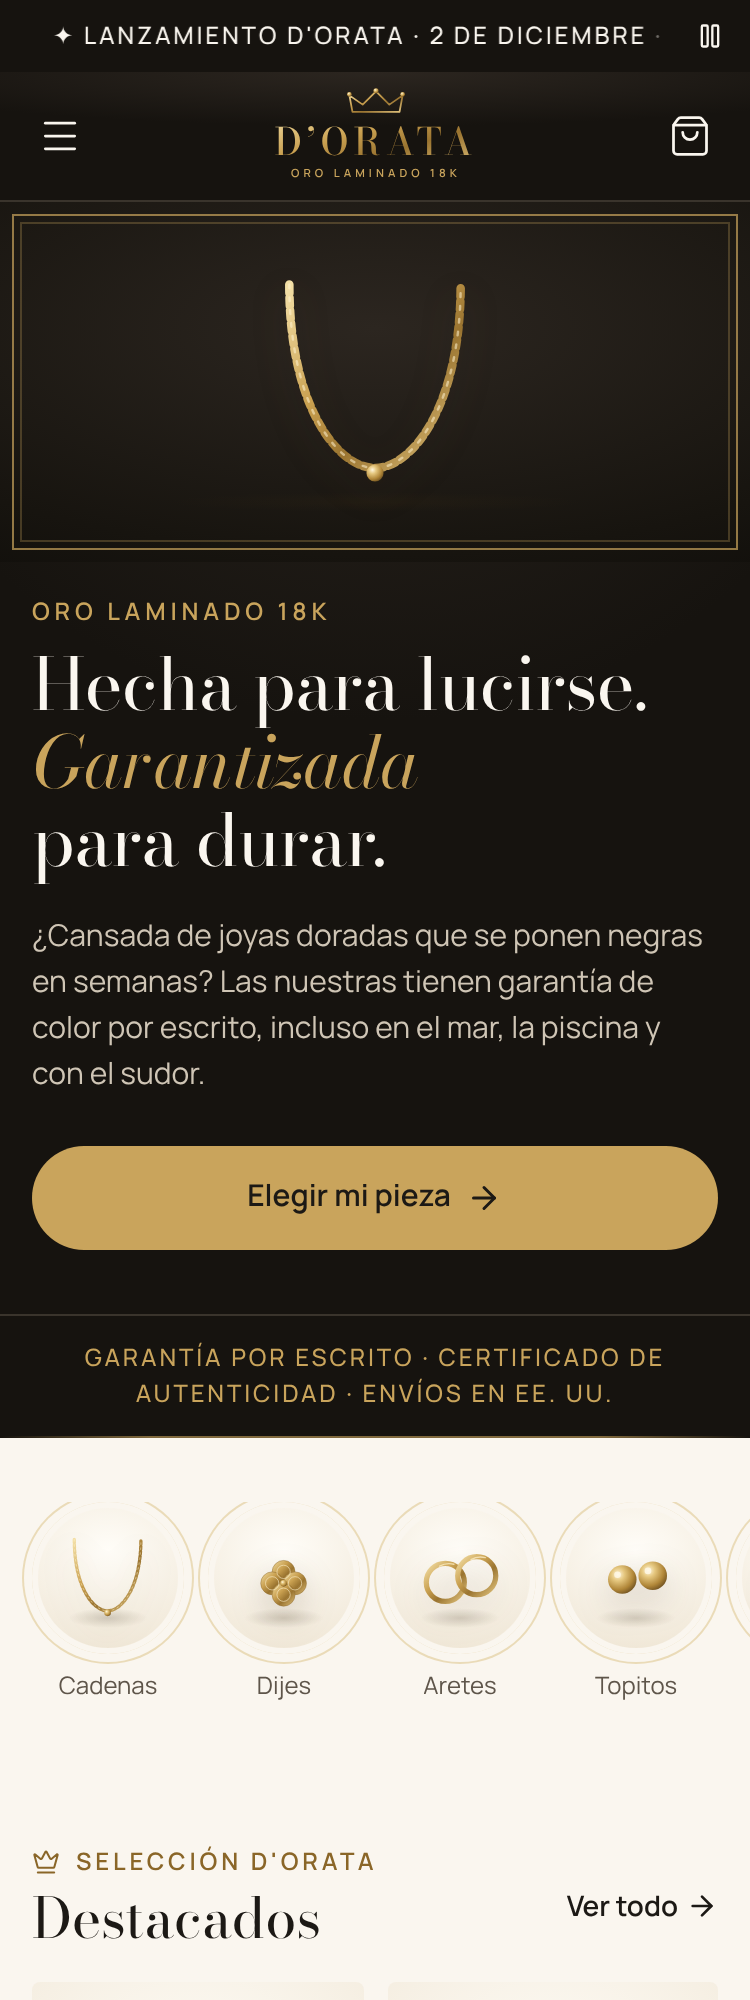 ✦ LANZAMIENTO D'ORATA · 2 DE DICIEMBRE ·
D’ORATA
ORO LAMINADO 18K
ORO LAMINADO 18K
Hecha para lucirse.
Garantizada
para durar.
¿Cansada de joyas doradas que se ponen negras
en semanas? Las nuestras tienen garantía de
color por escrito, incluso en el mar, la piscina y
con el sudor.
Elegir mi pieza →
GARANTÍA POR ESCRITO · CERTIFICADO DE
AUTENTICIDAD · ENVÍOS EN EE. UU.
Cadenas Dijes Aretes Topitos
SELECCIÓN D'ORATA
Destacados
Ver todo →